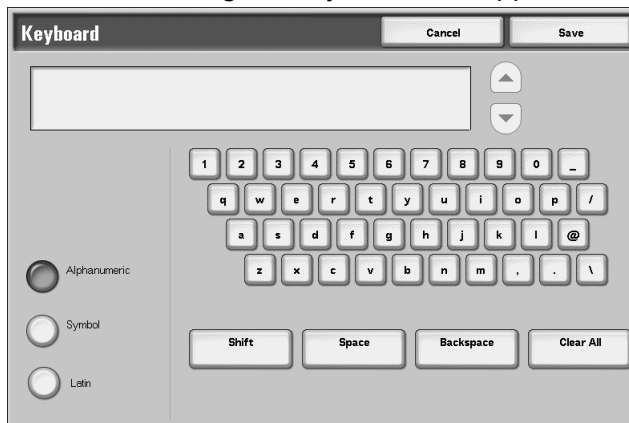 Keyboard Cancel Save
1 2 3 4 5 6 7 8 9 0 _
q w e r t y u i o p /
a s d f g h j k l @
z x c v b n m , . \
Alphanumeric
Symbol
Latin
Shift Space Backspace Clear All